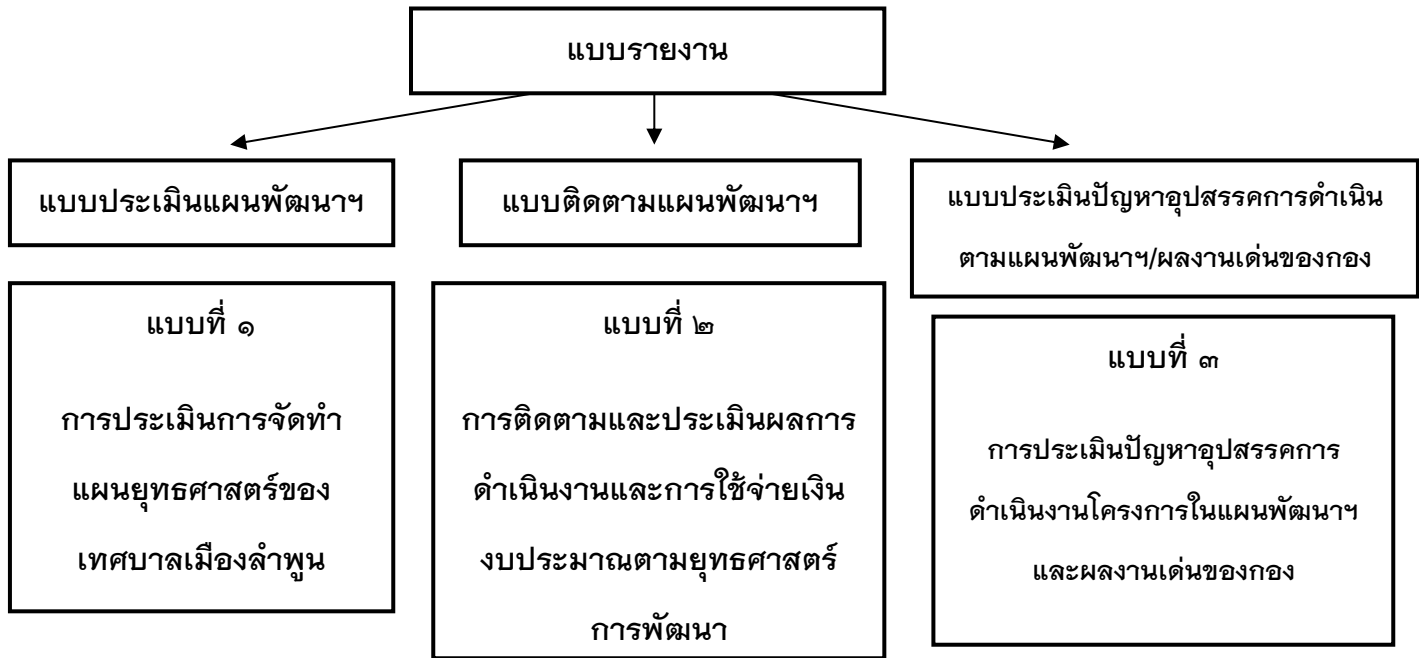 แบบรายงาน
แบบประเมินแผนพัฒนาฯ
แบบติดตามแผนพัฒนาฯ
แบบประเมินปัญหาอุปสรรคการดำเนิน
ตามแผนพัฒนาฯ/ผลงานเด่นของกอง
แบบที่ ๑
การประเมินการจัดทำ
แผนยุทธศาสตร์ของ
เทศบาลเมืองลำพูน
แบบที่ ๒
การติดตามและประเมินผลการ
ดำเนินงานและการใช้จ่ายเงิน
งบประมาณตามยุทธศาสตร์
การพัฒนา
แบบที่ ๓
การประเมินปัญหาอุปสรรคการ
ดำเนินงานโครงการในแผนพัฒนาฯ
และผลงานเด่นของกอง